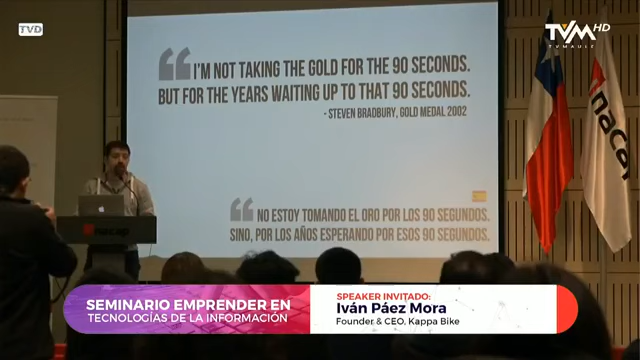 TVD
TVM HD
TVMAULE
I'M NOT TAKING THE GOLD FOR THE 90 SECONDS.
BUT FOR THE YEARS WAITING UP TO THAT 90 SECONDS.
- STEVEN BRADBURY, GOLD MEDAL 2002
NO ESTOY TOMANDO EL ORO POR LOS 90 SEGUNDOS.
SINO, POR LOS AÑOS ESPERANDO POR ESOS 90 SEGUNDOS.
inacap
inacap
SEMINARIO EMPRENDER EN
TECNOLOGÍAS DE LA INFORMACIÓN
SPEAKER INVITADO:
Iván Páez Mora
Founder & CEO, Kappa Bike